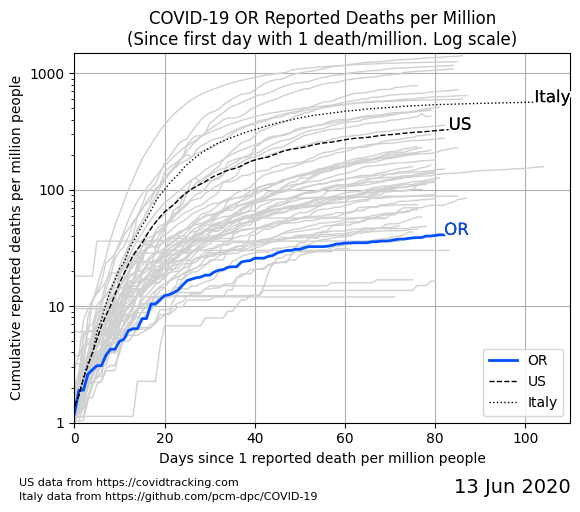 COVID-19 OR Reported Deaths per Million
(Since first day with 1 death/million. Log scale)
Cumulative reported deaths per million people
1000
100
10
1
Italy
US
OR
OR
US
Italy
0 20 40 60 80 100
Days since 1 reported death per million people
US data from https://covidtracking.com
Italy data from https://github.com/pcm-dpc/COVID-19
13 Jun 2020